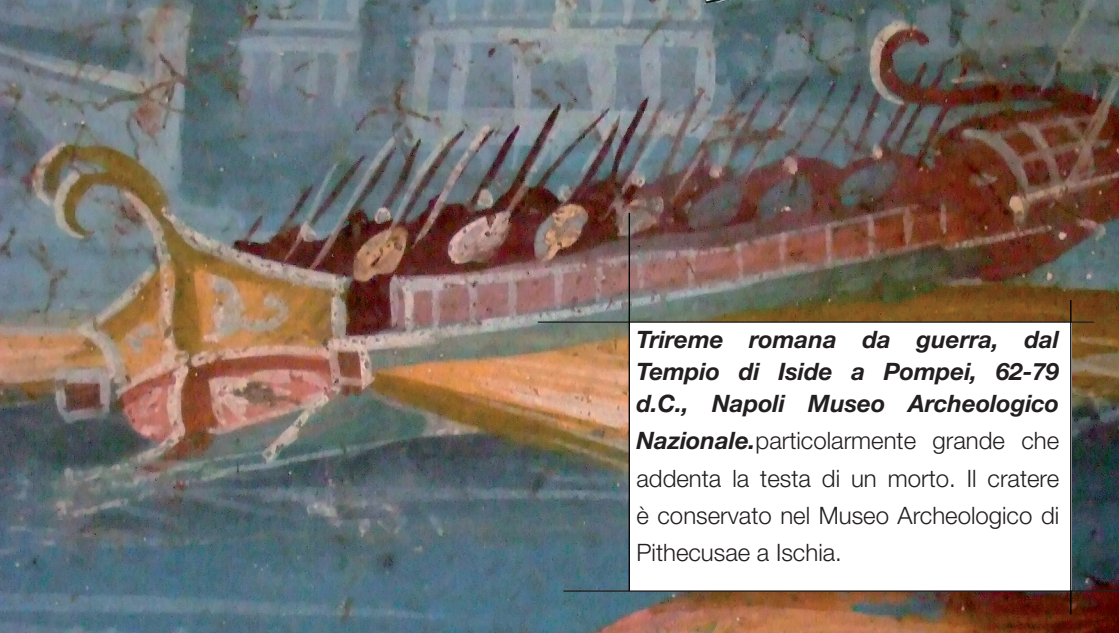 Trireme romana da guerra, dal
Tempio di Iside a Pompei, 62-79
d.C., Napoli Museo Archeologico
Nazionale.particolarmente grande che
addenta la testa di un morto. Il cratere
è conservato nel Museo Archeologico di
Pithecusae a Ischia.